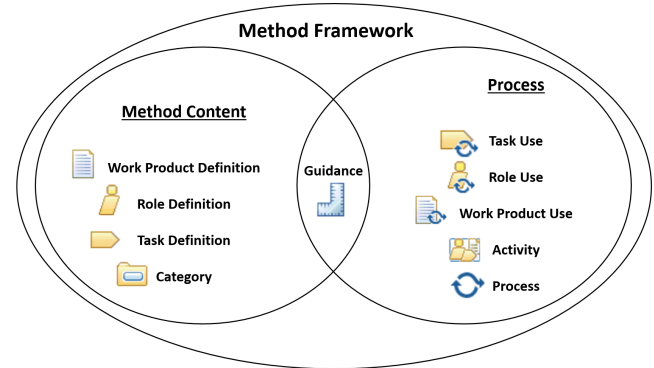 Method Framework
Method Content
Work Product Definition
Role Definition
Task Definition
Category
Guidance
Process
Task Use
Role Use
Work Product Use
Activity
Process